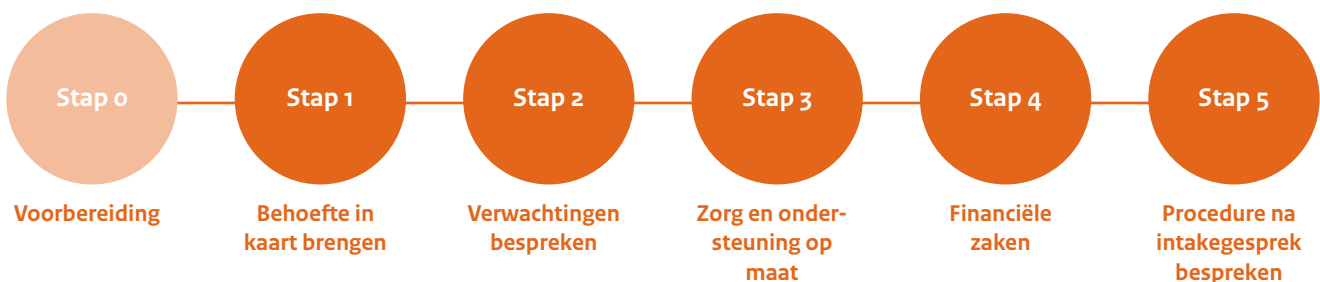 Stap 0
Stap 1
Stap 2
Stap 3
Stap 4
Stap 5
Voorbereiding
Behoefte in
kaart brengen
Verwachtingen
bespreken
Zorg en onder-
steuning op
maat
Financiële
zaken
Procedure na
intakegesprek
bespreken